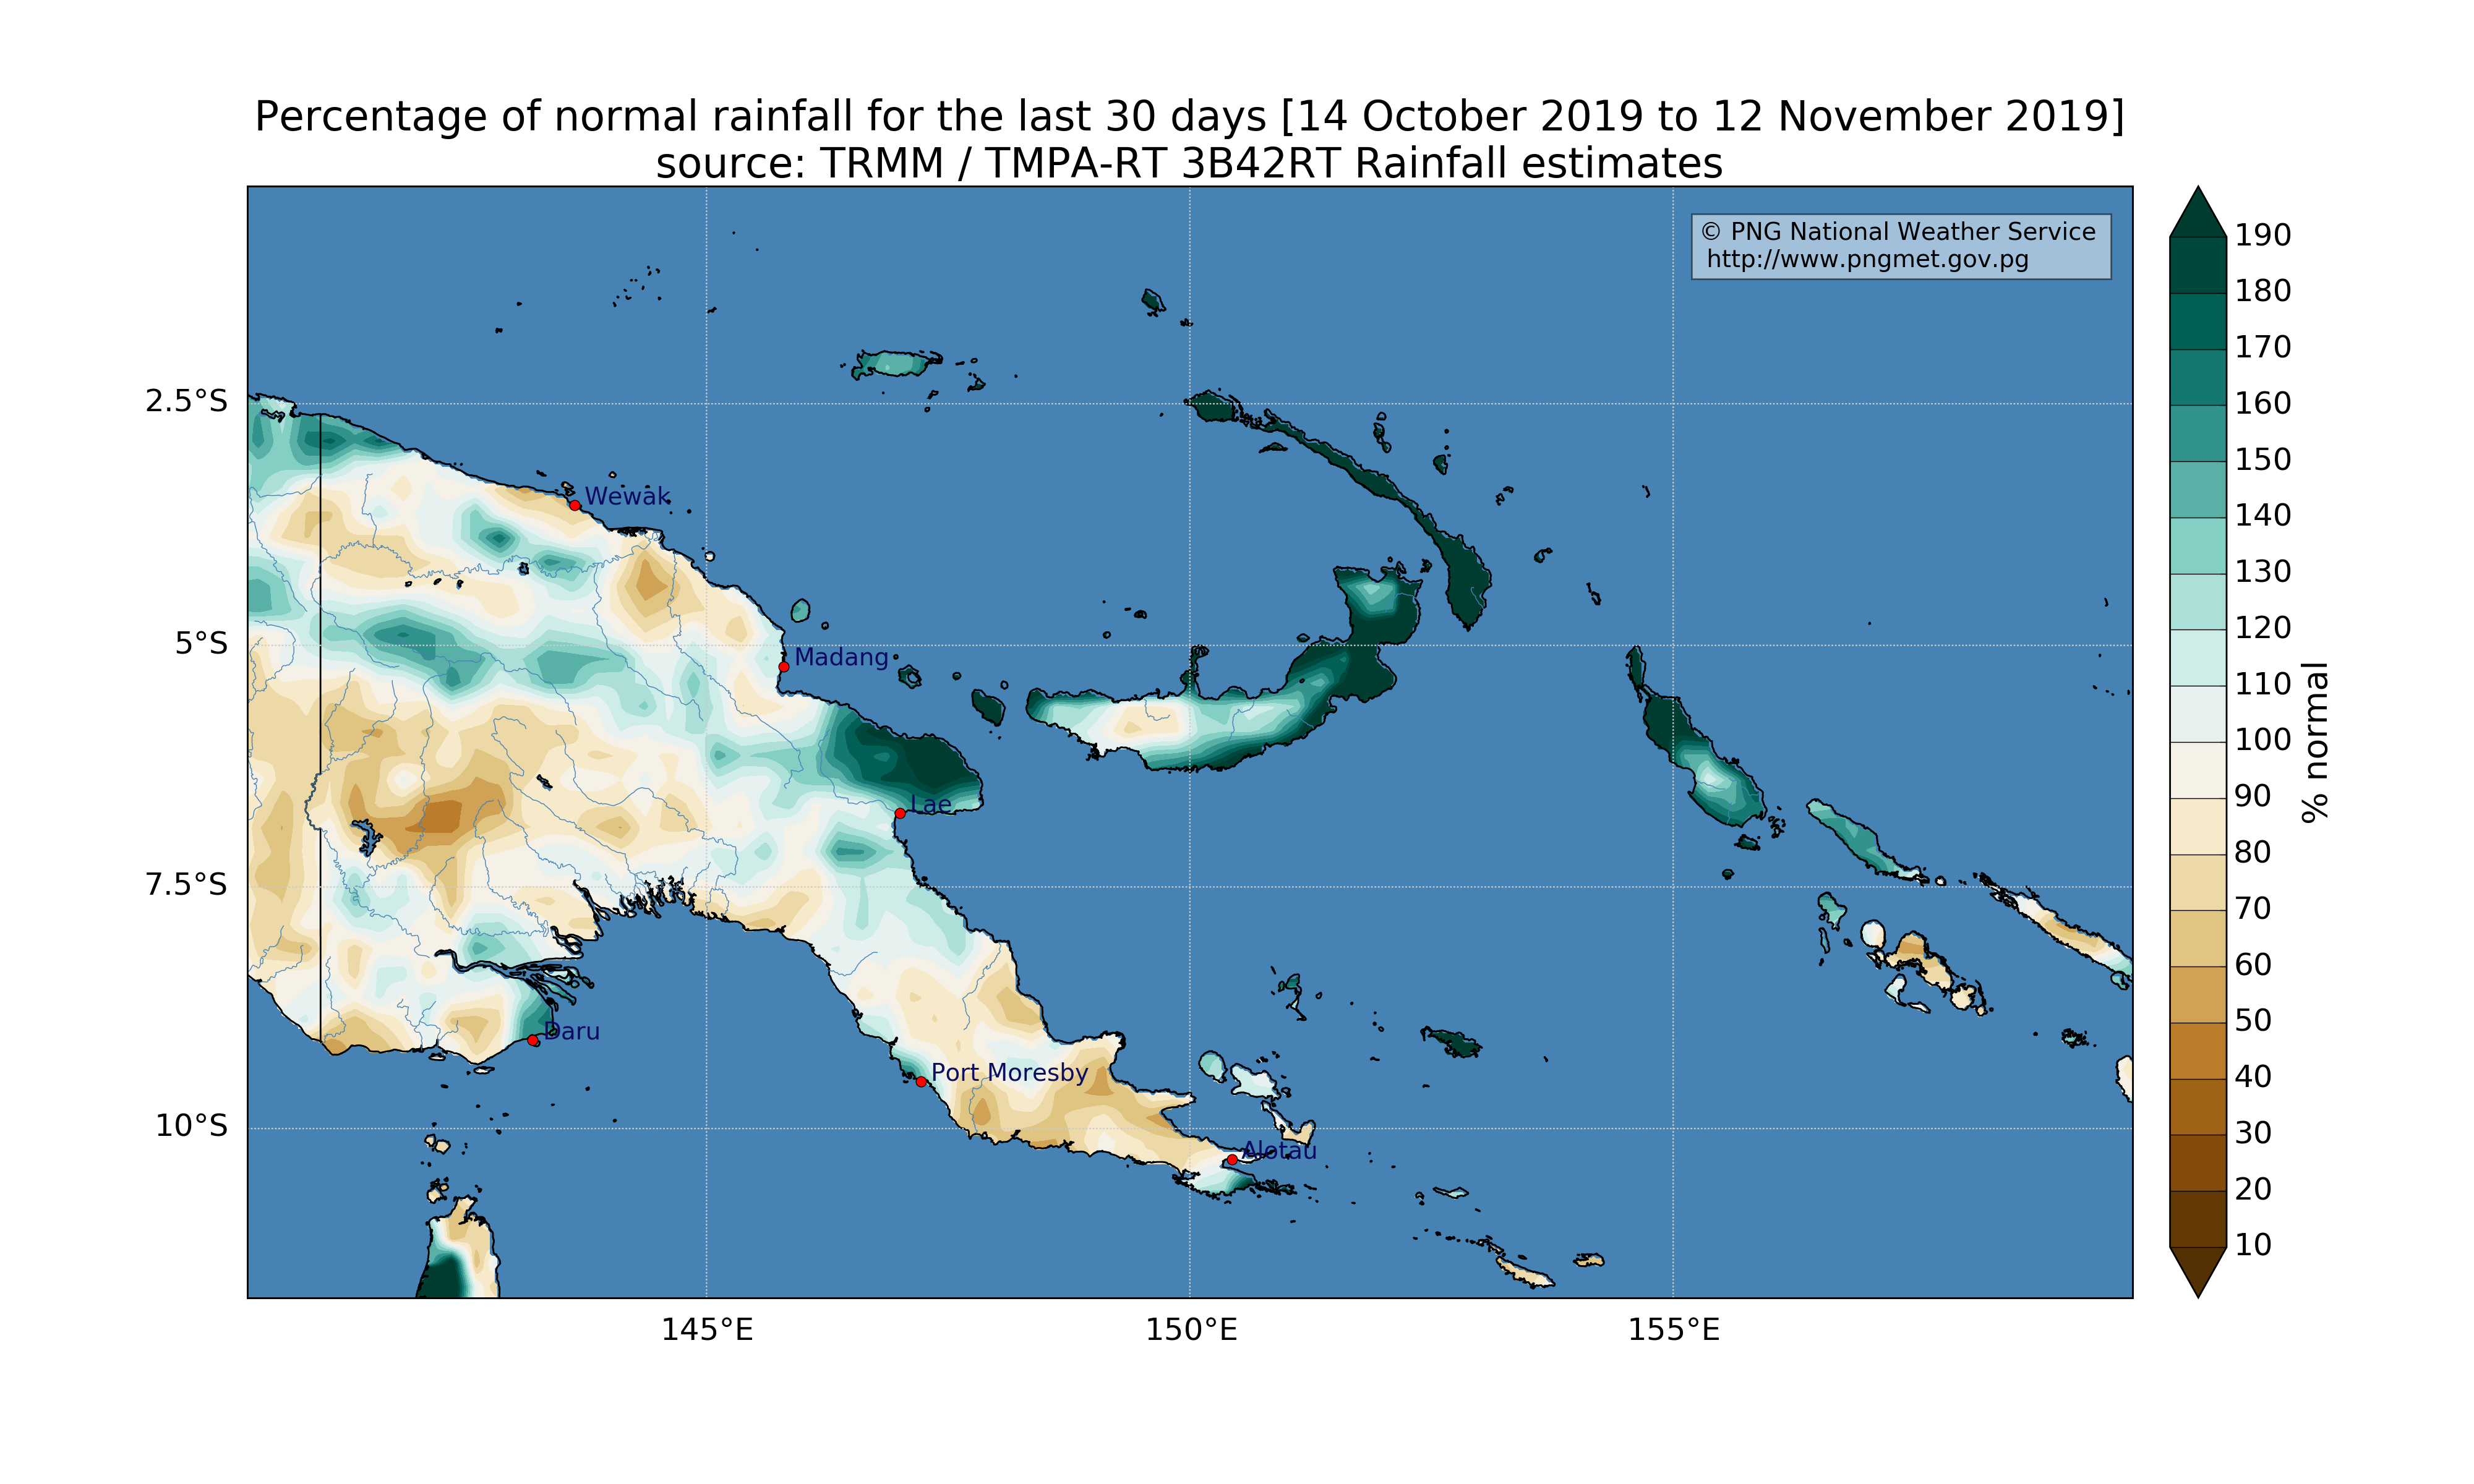 Percentage of normal rainfall for the last 30 days [14 October 2019 to 12 November 2019]
source: TRMM / TMPA-RT 3B42RT Rainfall estimates
© PNG National Weather Service
http://www.pngmet.gov.pg
2.5°S
5°S
7.5°S
10°S
Wewak
Madang
Lae
Daru
Port Moresby
Alotau
145°E
150°E
155°E
190
180
170
160
150
140
130
120
110
100
90
80
70
60
50
40
30
20
10
% normal